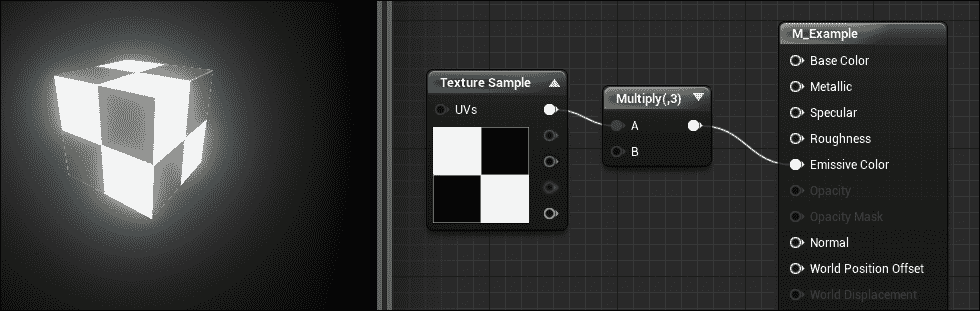 Texture Sample
UVs
Multiply(,3)
A
B
M_Example
Base Color
Metallic
Specular
Roughness
Emissive Color
Opacity
Opacity Mask
Normal
World Position Offset
World Displacement